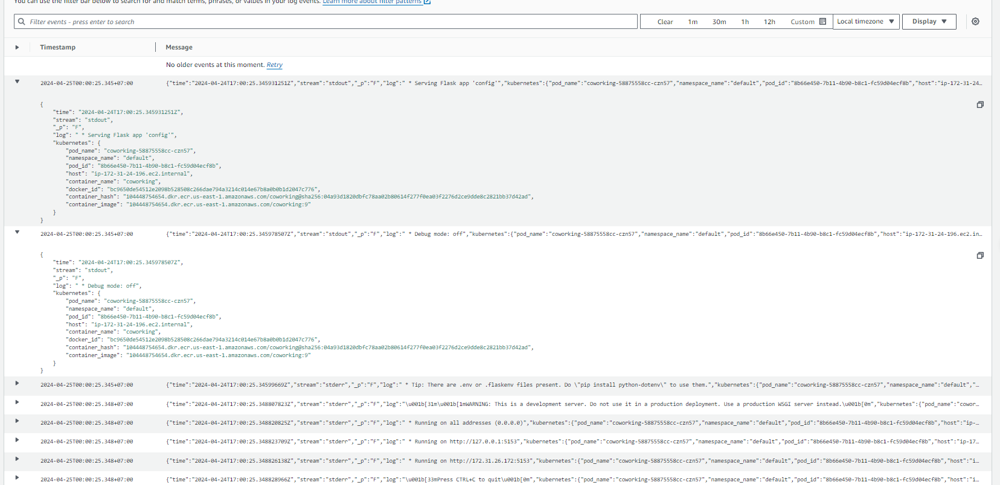 You can use the filter bar below to search for and match terms, phrases, or values in your log events. Learn more about filter patterns
Filter events - press enter to search
Clear 1m 30m 1h 12h Custom Local timezone Display
Timestamp Message
No older events at this moment. Retry
2024-04-25T00:00:25.345+07:00 {"time":"2024-04-24T17:00:25.345931251Z","stream":"stdout","_p":"F","log":" * Serving Flask app 'config'","kubernetes":{"pod_name":"coworking-58875558cc-czn57","namespace_name":"default","pod_id":"8b66e450-7b11-4b90-b8c1-fc59d04ecf8b","host":"ip-172-31-24…
{
"time": "2024-04-24T17:00:25.345931251Z",
"stream": "stdout",
"_p": "F",
"log": " * Serving Flask app 'config'",
"kubernetes": {
"pod_name": "coworking-58875558cc-czn57",
"namespace_name": "default",
"pod_id": "8b66e450-7b11-4b90-b8c1-fc59d04ecf8b",
"host": "ip-172-31-24-196.ec2.internal",
"container_name": "coworking",
"docker_id": "bc9650de54512e2098b528508c266dae794a3214c014e67b8a0b0b1d2047c776",
"container_hash": "104448754654.dkr.ecr.us-east-1.amazonaws.com/coworking@sha256:04a93d1820dbfc78aa02b80614f277f0ea03f2276d2ce9dde8c2821bb37d42ad",
"container_image": "104448754654.dkr.ecr.us-east-1.amazonaws.com/coworking:9"
}
}
2024-04-25T00:00:25.345+07:00 {"time":"2024-04-24T17:00:25.345978507Z","stream":"stdout","_p":"F","log":" * Debug mode: off","kubernetes":{"pod_name":"coworking-58875558cc-czn57","namespace_name":"default","pod_id":"8b66e450-7b11-4b90-b8c1-fc59d04ecf8b","host":"ip-172-31-24-196.ec2.in…
{
"time": "2024-04-24T17:00:25.345978507Z",
"stream": "stdout",
"_p": "F",
"log": " * Debug mode: off",
"kubernetes": {
"pod_name": "coworking-58875558cc-czn57",
"namespace_name": "default",
"pod_id": "8b66e450-7b11-4b90-b8c1-fc59d04ecf8b",
"host": "ip-172-31-24-196.ec2.internal",
"container_name": "coworking",
"docker_id": "bc9650de54512e2098b528508c266dae794a3214c014e67b8a0b0b1d2047c776",
"container_hash": "104448754654.dkr.ecr.us-east-1.amazonaws.com/coworking@sha256:04a93d1820dbfc78aa02b80614f277f0ea03f2276d2ce9dde8c2821bb37d42ad",
"container_image": "104448754654.dkr.ecr.us-east-1.amazonaws.com/coworking:9"
}
}
2024-04-25T00:00:25.345+07:00 {"time":"2024-04-24T17:00:25.34599669Z","stream":"stderr","_p":"F","log":" * Tip: There are .env or .flaskenv files present. Do \"pip install python-dotenv\" to use them.","kubernetes":{"pod_name":"coworking-58875558cc-czn57","namespace_name":"default","…
2024-04-25T00:00:25.348+07:00 {"time":"2024-04-24T17:00:25.348807823Z","stream":"stderr","_p":"F","log":"\u001b[31m\u001b[1mWARNING: This is a development server. Do not use it in a production deployment. Use a production WSGI server instead.\u001b[0m","kubernetes":{"pod_name":"cowor…
2024-04-25T00:00:25.348+07:00 {"time":"2024-04-24T17:00:25.348820825Z","stream":"stderr","_p":"F","log":" * Running on all addresses (0.0.0.0)","kubernetes":{"pod_name":"coworking-58875558cc-czn57","namespace_name":"default","pod_id":"8b66e450-7b11-4b90-b8c1-fc59d04ecf8b","host":"ip-…
2024-04-25T00:00:25.348+07:00 {"time":"2024-04-24T17:00:25.348823709Z","stream":"stderr","_p":"F","log":" * Running on http://127.0.0.1:5153","kubernetes":{"pod_name":"coworking-58875558cc-czn57","namespace_name":"default","pod_id":"8b66e450-7b11-4b90-b8c1-fc59d04ecf8b","host":"ip-17…
2024-04-25T00:00:25.348+07:00 {"time":"2024-04-24T17:00:25.348826138Z","stream":"stderr","_p":"F","log":" * Running on http://172.31.26.172:5153","kubernetes":{"pod_name":"coworking-58875558cc-czn57","namespace_name":"default","pod_id":"8b66e450-7b11-4b90-b8c1-fc59d04ecf8b","host":"i…
2024-04-25T00:00:25.348+07:00 {"time":"2024-04-24T17:00:25.348828966Z","stream":"stderr","_p":"F","log":"\u001b[33mPress CTRL+C to quit\u001b[0m","kubernetes":{"pod_name":"coworking-58875558cc-czn57","namespace_name":"default","pod_id":"8b66e450-7b11-4b90-b8c1-fc59d04ecf8b","host":"i…